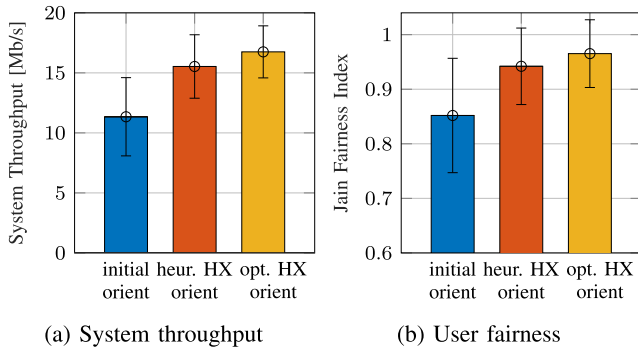 System Throughput [Mb/s]
20
15
10
5
0
initial orient
heur. HX orient
opt. HX orient
(a) System throughput
Jain Fairness Index
1
0.9
0.8
0.7
0.6
initial orient
heur. HX orient
opt. HX orient
(b) User fairness